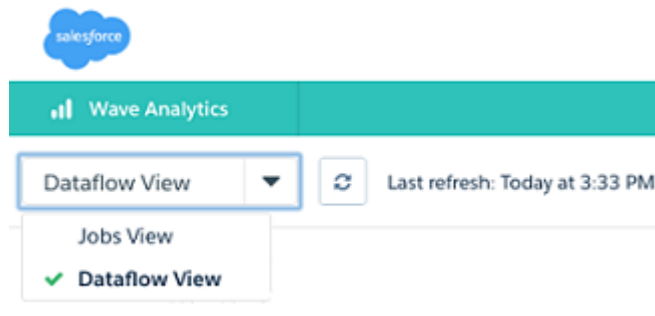 salesforce
Wave Analytics
Dataflow View
Last refresh: Today at 3:33 PM
Jobs View
Dataflow View